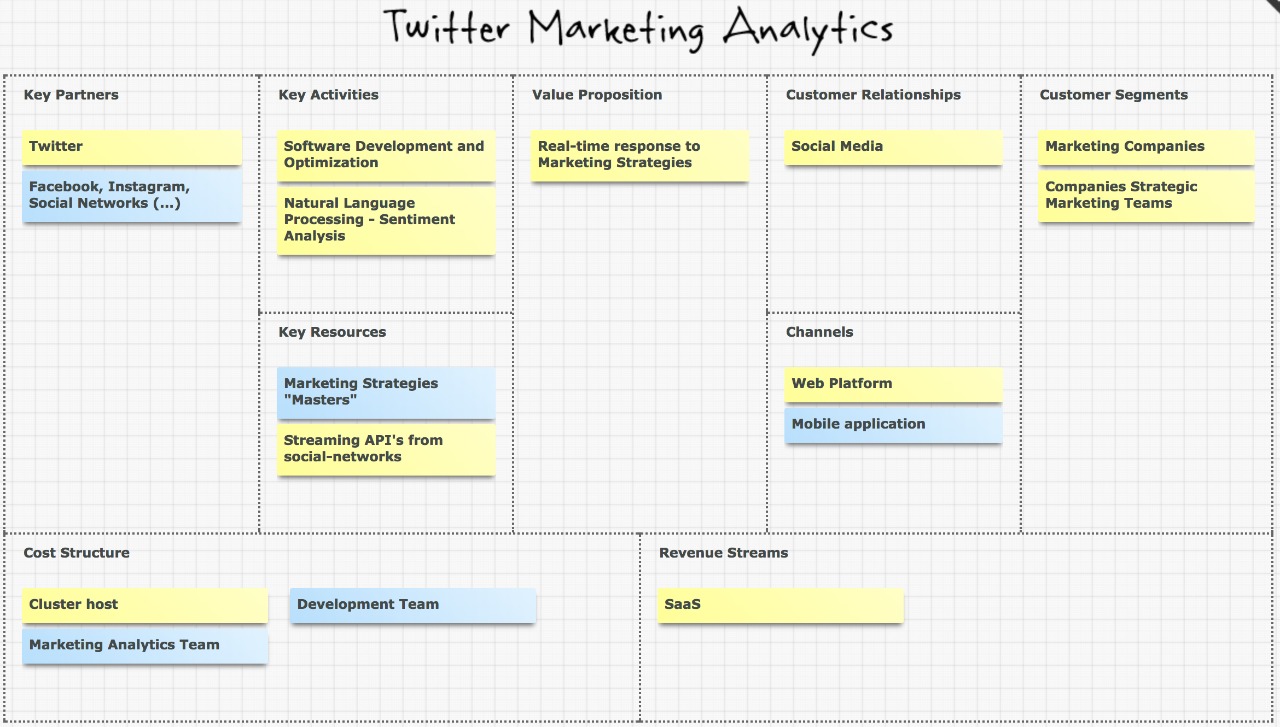 Twitter Marketing Analytics
Key Partners
Twitter
Facebook, Instagram,
Social Networks (...)
Key Activities
Software Development and
Optimization
Natural Language
Processing - Sentiment
Analysis
Key Resources
Marketing Strategies
"Masters"
Streaming API's from
social-networks
Value Proposition
Real-time response to
Marketing Strategies
Customer Relationships
Social Media
Channels
Web Platform
Mobile application
Customer Segments
Marketing Companies
Companies Strategic
Marketing Teams
Cost Structure
Cluster host
Marketing Analytics Team
Development Team
Revenue Streams
SaaS